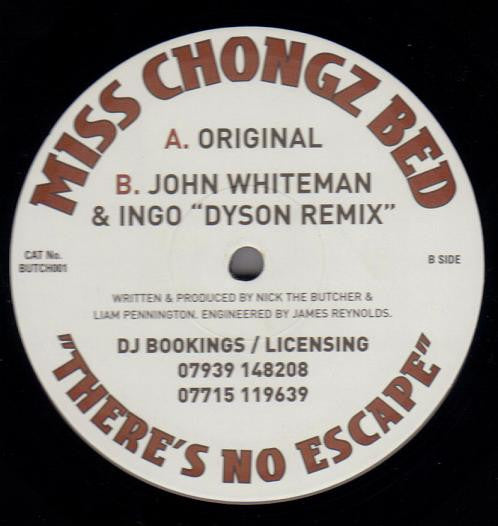 MISS CHONGZ BED
A. ORIGINAL
B. JOHN WHITEMAN
& INGO "DYSON REMIX"
CAT No.
BUTCH001
B SIDE
WRITTEN & PRODUCED BY NICK THE BUTCHER &
LIAM PENNINGTON. ENGINEERED BY JAMES REYNOLDS.
DJ BOOKINGS / LICENSING
07939 148208
07715 119639
"THERE'S NO ESCAPE"